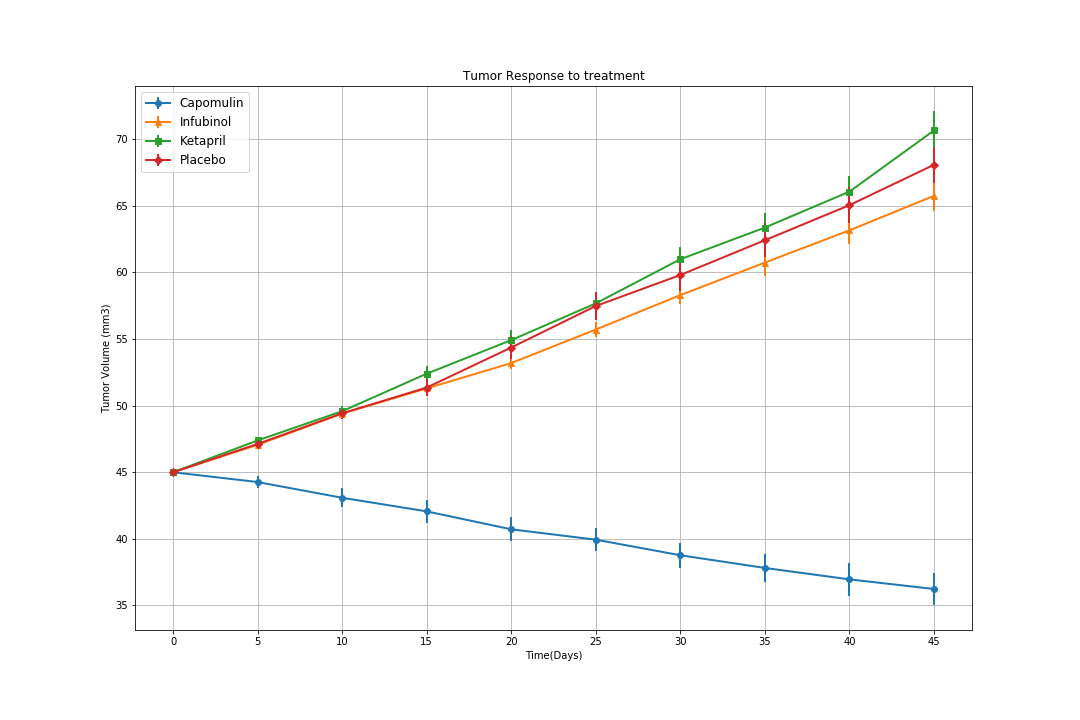 Tumor Response to treatment
Capomulin
Infubinol
Ketapril
Placebo
Tumor Volume (mm3)
70
65
60
55
50
45
40
35
0 5 10 15 20 25 30 35 40 45
Time(Days)